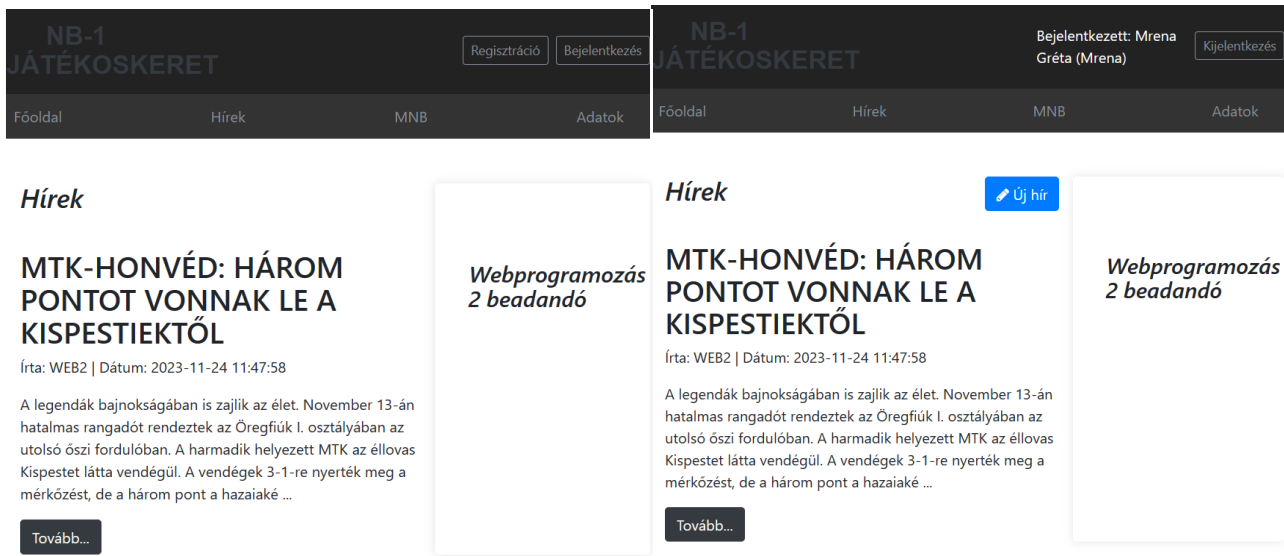 NB-1
JÁTÉKOSKERET
Regisztráció
Bejelentkezés
Főoldal
Hírek
MNB
Adatok
Hírek
MTK-HONVÉD: HÁROM
PONTOT VONNAK LE A
KISPESTIEKTŐL
Írta: WEB2 | Dátum: 2023-11-24 11:47:58
A legendák bajnokságában is zajlik az élet. November 13-án
hatalmas rangadót rendeztek az Öregfiúk I. osztályában az
utolsó őszi fordulóban. A harmadik helyezett MTK az éllovas
Kispestet látta vendégül. A vendégek 3-1-re nyerték meg a
mérkőzést, de a három pont a hazaiaké ...
Tovább...
Webprogramozás
2 beadandó
NB-1
JÁTÉKOSKERET
Bejelentkezett: Mrena
Gréta (Mrena)
Kijelentkezés
Főoldal
Hírek
MNB
Adatok
Hírek
Új hír
MTK-HONVÉD: HÁROM
PONTOT VONNAK LE A
KISPESTIEKTŐL
Írta: WEB2 | Dátum: 2023-11-24 11:47:58
A legendák bajnokságában is zajlik az élet. November 13-án
hatalmas rangadót rendeztek az Öregfiúk I. osztályában az
utolsó őszi fordulóban. A harmadik helyezett MTK az éllovas
Kispestet látta vendégül. A vendégek 3-1-re nyerték meg a
mérkőzést, de a három pont a hazaiaké ...
Tovább...
Webprogramozás
2 beadandó